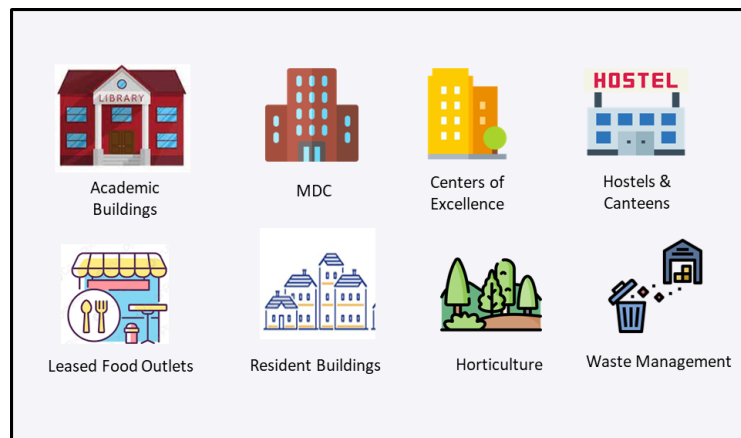 LIBRARY
HOSTEL
Academic
Buildings
MDC
Centers of
Excellence
Hostels &
Canteens
Leased Food Outlets
Resident Buildings
Horticulture
Waste Management